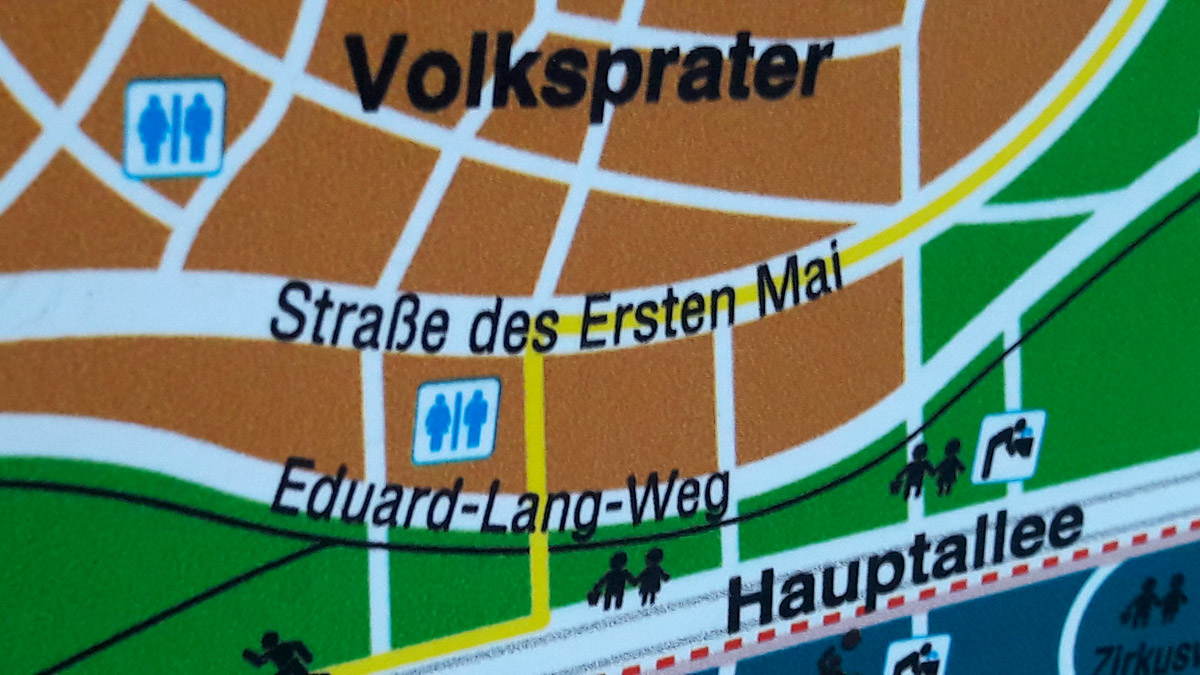 Volksprater
Straße des Ersten Mai
Eduard-Lang-Weg
Hauptallee